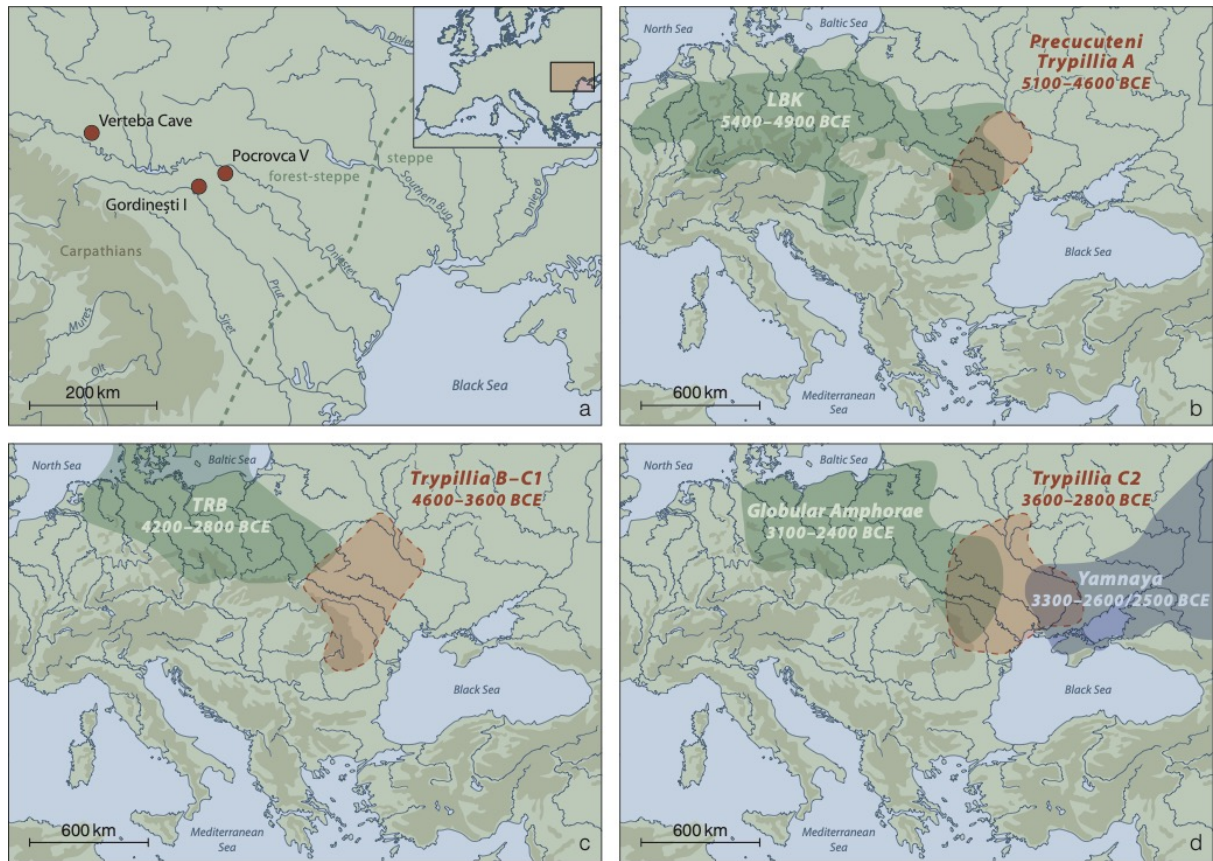 Verteba Cave
Pocrovca V
Gordinești I
steppe
forest-steppe
Carpathians
Southern Bug
Dniepr
Dniester
Prut
Siret
Mureș
Olt
Black Sea
200 km
a
North Sea
Baltic Sea
Precucuteni
Trypillia A
5100–4600 BCE
LBK
5400–4900 BCE
Black Sea
600 km
Mediterranean
Sea
b
North Sea
Baltic Sea
Trypillia B–C1
4600–3600 BCE
TRB
4200–2800 BCE
Black Sea
600 km
Mediterranean
Sea
c
North Sea
Baltic Sea
Trypillia C2
3600–2800 BCE
Globular Amphorae
3100–2400 BCE
Yamnaya
3300–2600/2500 BCE
Black Sea
600 km
Mediterranean
Sea
d